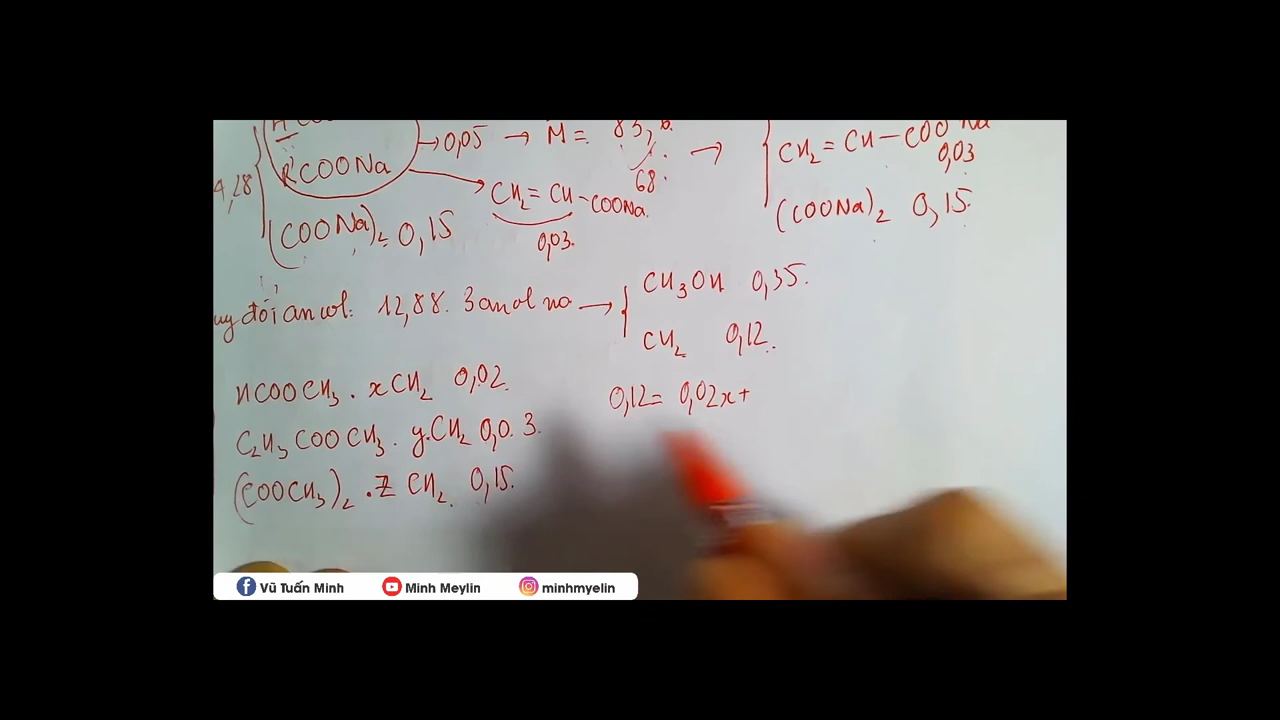 RCOONa → 0,05 → M = 83,6 → CH₂ = CH – COONa 0,03
4,28
68
CH₂ = CH – COONa 0,03.
(COONa)₂ 0,15
(COONa)₂ 0,15
đổi ancol: 12,88. 3 ancol no → CH₃OH 0,35.
CH₂ 0,12.
HCOOCH₃ . xCH₂ 0,02.
0,12 = 0,02x +
C₂H₃COOCH₃ . y.CH₂ 0,0.3.
(COOCH₃)₂ . z CH₂ 0,15.
Vũ Tuấn Minh Minh Meylin minhmyelin